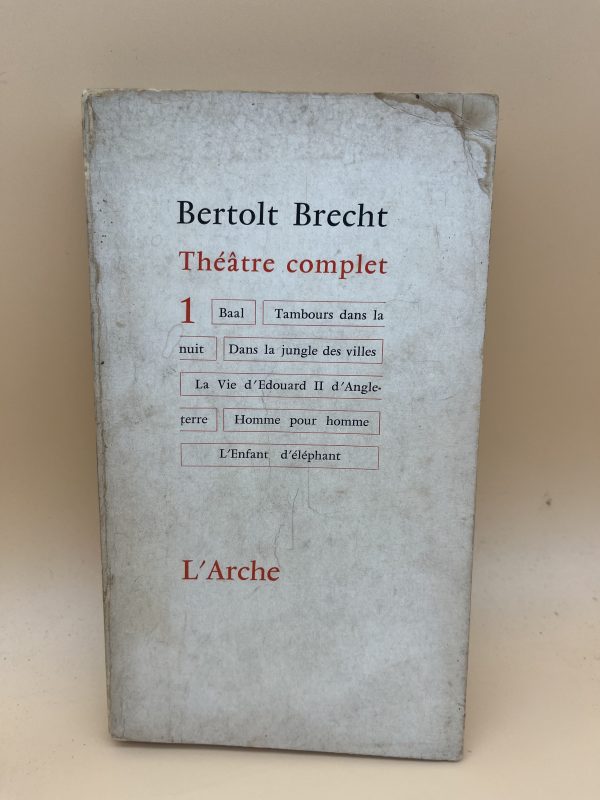 Bertolt Brecht
Théâtre complet
1 Baal Tambours dans la
nuit Dans la jungle des villes
La Vie d'Edouard II d'Angle-
terre Homme pour homme
L'Enfant d'éléphant
L'Arche